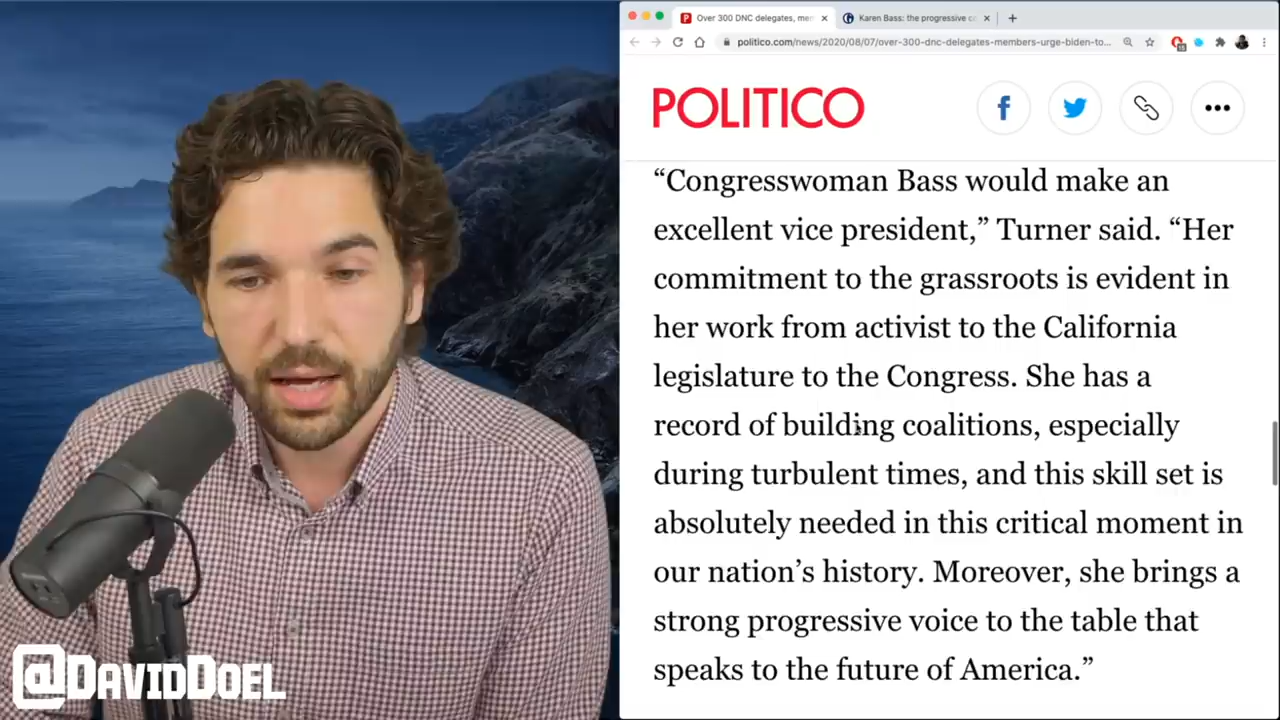 Over 300 DNC delegates, mem
Karen Bass: the progressive co
politico.com/news/2020/08/07/over-300-dnc-delegates-members-urge-biden-to...
POLITICO
“Congresswoman Bass would make an
excellent vice president,” Turner said. “Her
commitment to the grassroots is evident in
her work from activist to the California
legislature to the Congress. She has a
record of building coalitions, especially
during turbulent times, and this skill set is
absolutely needed in this critical moment in
our nation’s history. Moreover, she brings a
strong progressive voice to the table that
speaks to the future of America.”
@DavidDoel